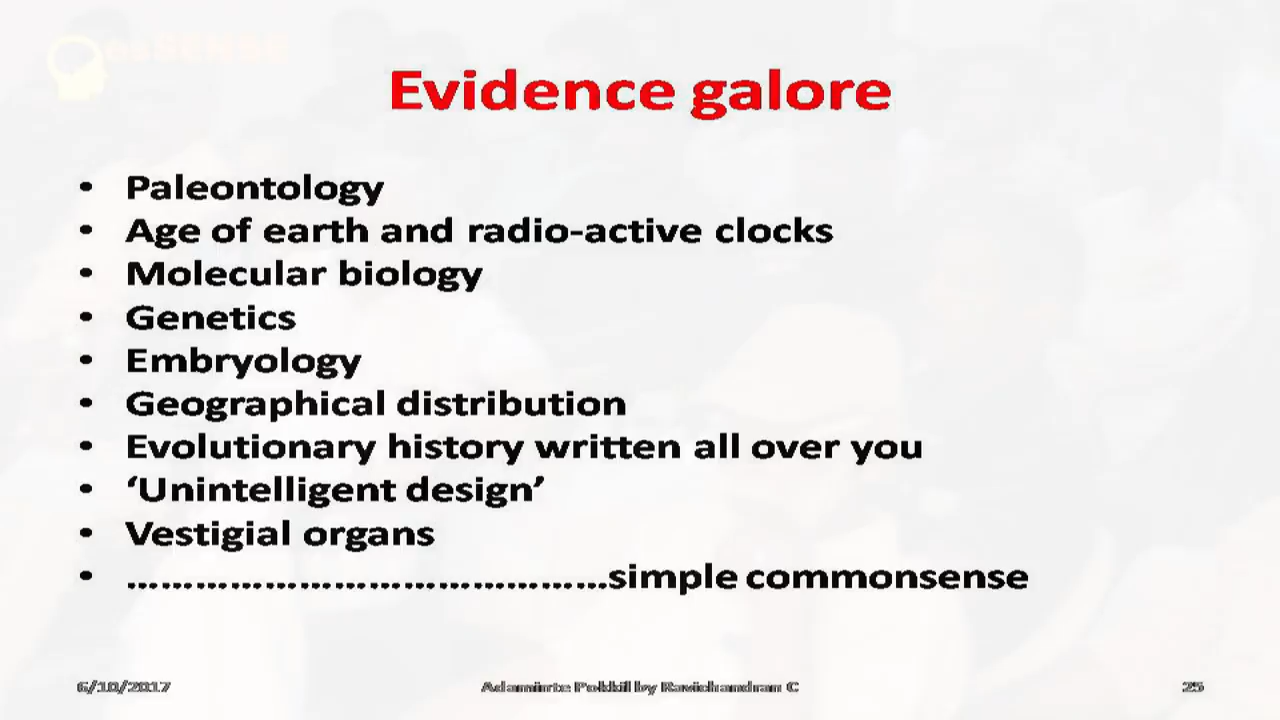 Evidence galore
• Paleontology
• Age of earth and radio-active clocks
• Molecular biology
• Genetics
• Embryology
• Geographical distribution
• Evolutionary history written all over you
• ‘Unintelligent design’
• Vestigial organs
• ……………………………………simple commonsense
6/10/2017
Adaminte Pokkil by Ravichandran C
25